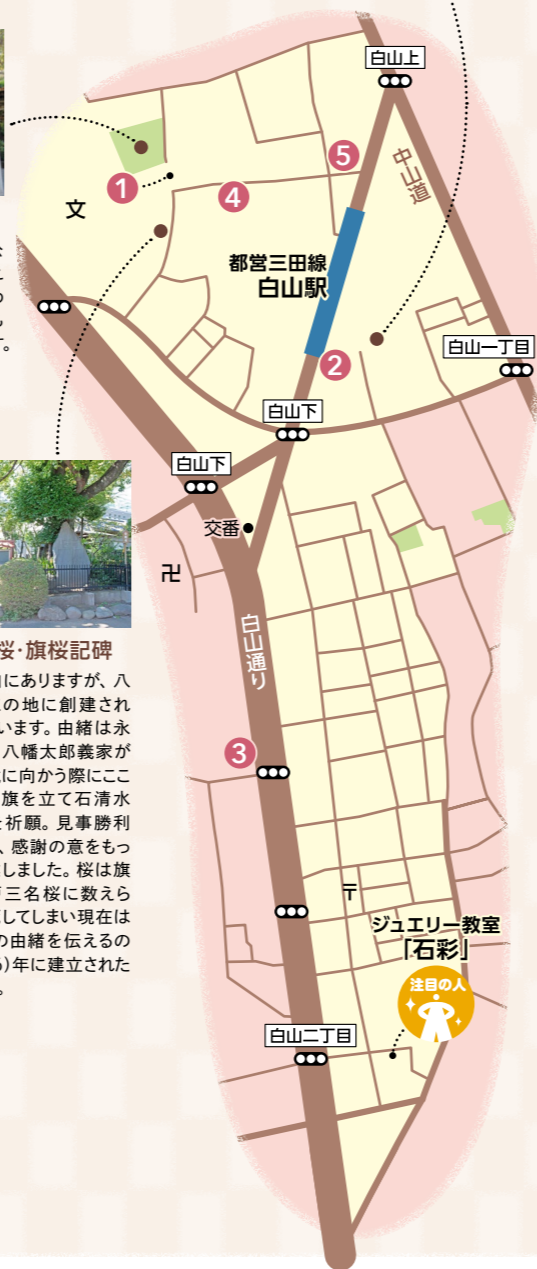 白山上
中山道
5
1
4
文
都営三田線
白山駅
す。
2
白山一丁目
白山下
白山下
交番
卍
白山通り
桜・旗桜記碑
にありますが、八
の地に創建され
います。由緒は永
八幡太郎義家が
に向かう際にここ
旗を立て石清水
祈願。見事勝利
、感謝の意をもっ
しました。桜は旗
三名桜に数えら
してしまい現在は
の由緒を伝えるの
)年に建立された
。
3
〒
ジュエリー教室
「石彩」
注目の人
白山二丁目